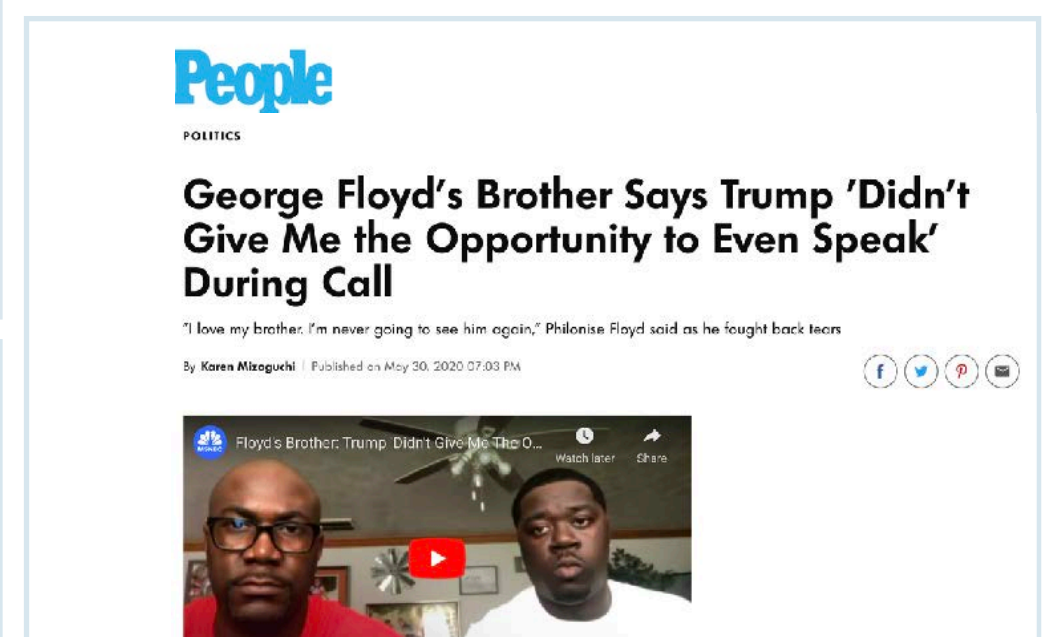 People
POLITICS
George Floyd's Brother Says Trump 'Didn't
Give Me the Opportunity to Even Speak'
During Call
"I love my brother. I'm never going to see him again," Philonise Floyd said as he fought back tears
By Karen Mizoguchi | Published on May 30, 2020 07:03 PM
f
MSNBC
Floyd's Brother: Trump 'Didn't Give Me The O...
Watch later
Share